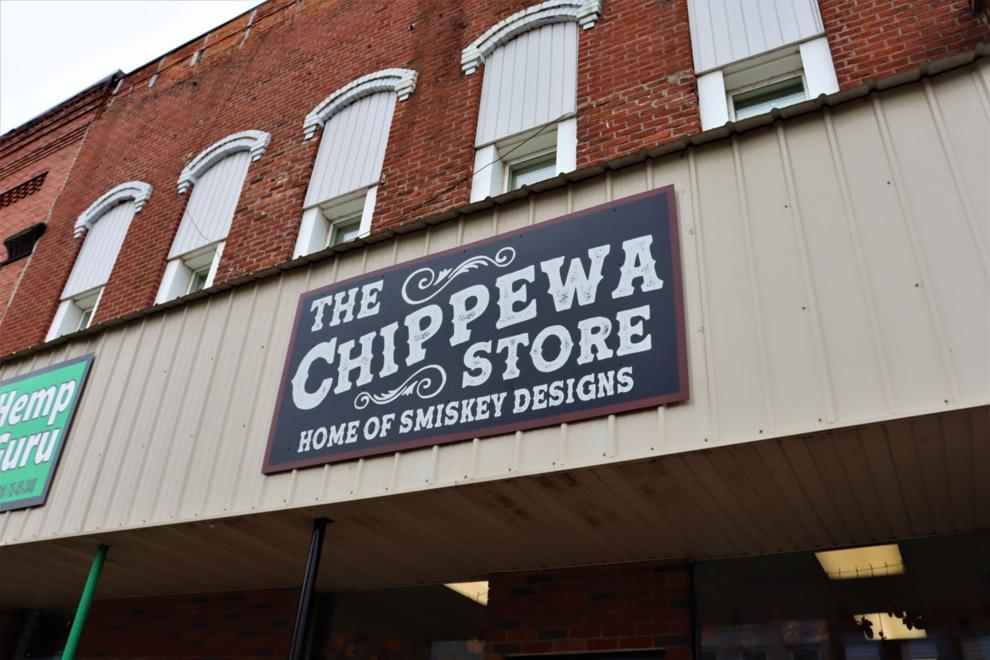 THE
CHIPPEWA
STORE
HOME OF SMISKEY DESIGNS
Hemp
Guru